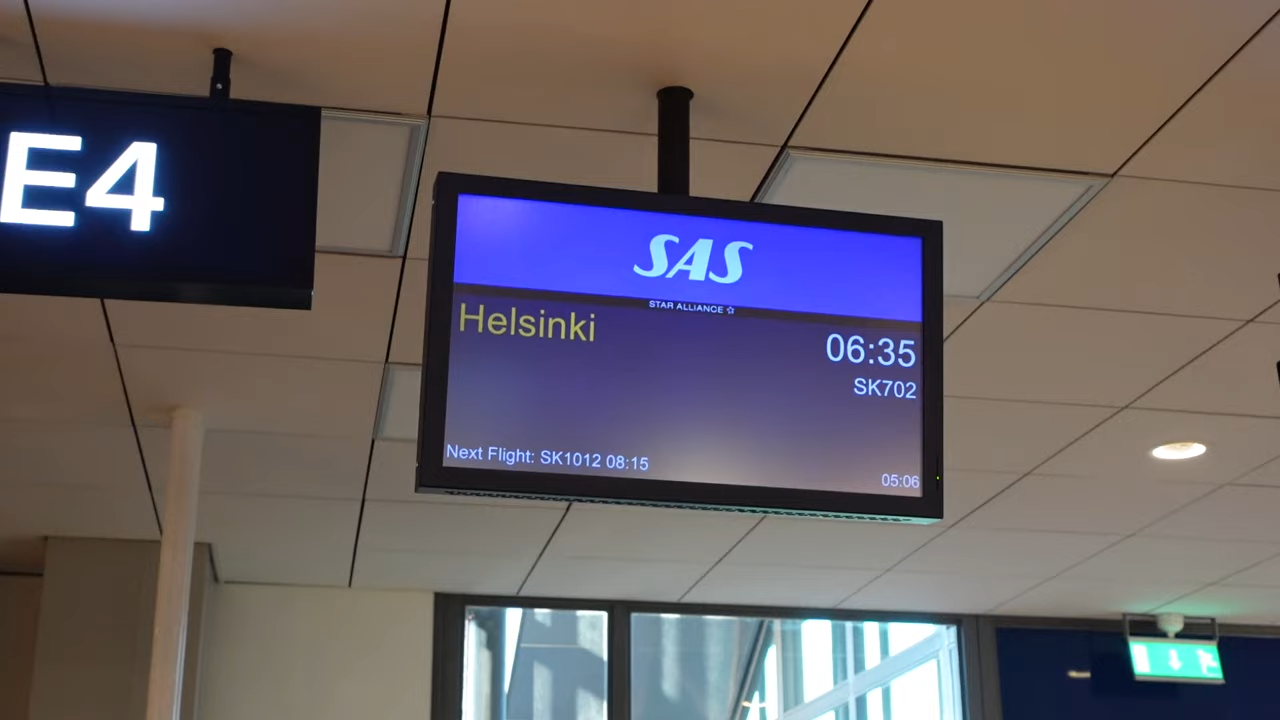 E4
SAS
STAR ALLIANCE
Helsinki
06:35
SK702
Next Flight: SK1012 08:15
05:06